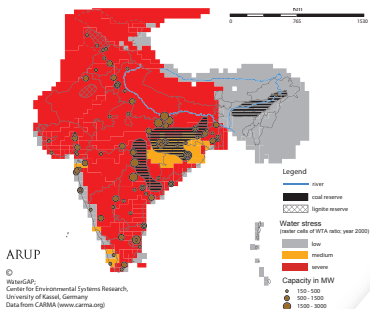 MILES
0 765 1530
Legend
river
coal reserve
lignite reserve
Water stress
(raster cells of WTA ratio; year 2000)
low
medium
severe
Capacity in MW
150 - 500
500 - 1500
1500 - 3000
ARUP
©
WaterGAP;
Center for Environmental Systems Research,
University of Kassel, Germany
Data from CARMA (www.carma.org)